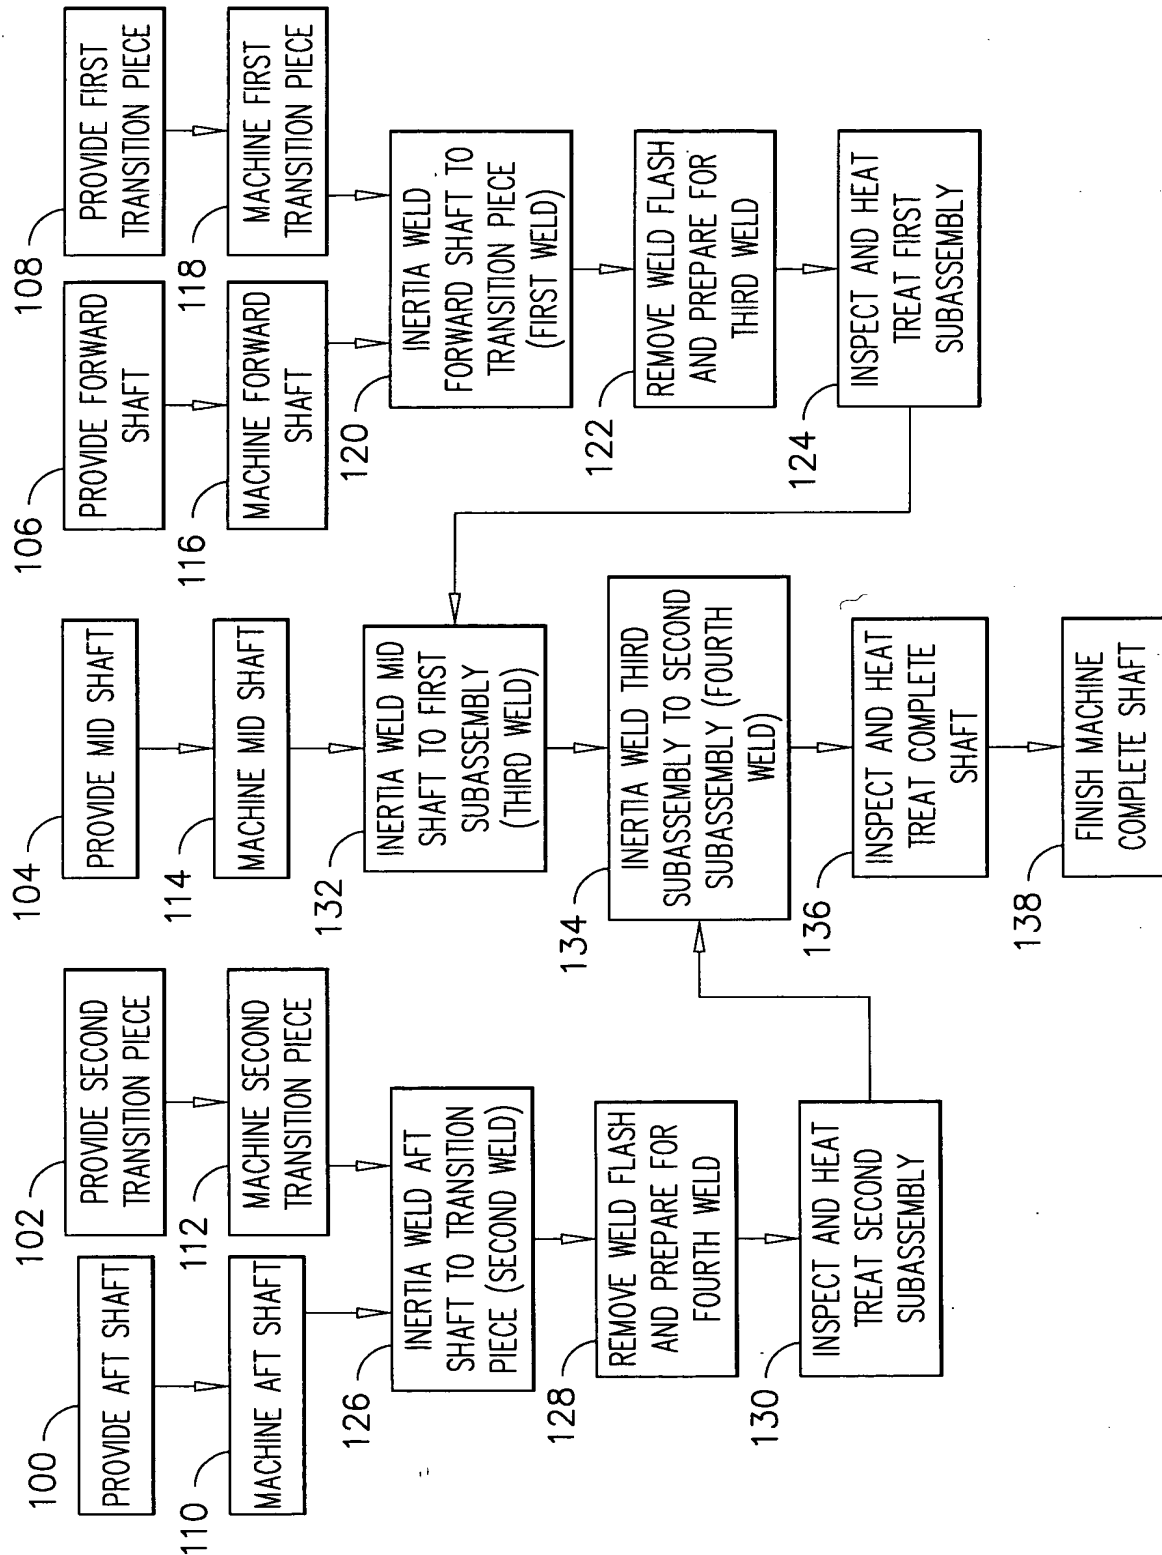 100
PROVIDE AFT SHAFT
102
PROVIDE SECOND
TRANSITION PIECE
104
PROVIDE MID SHAFT
106
PROVIDE FORWARD
SHAFT
108
PROVIDE FIRST
TRANSITION PIECE
110
MACHINE AFT SHAFT
112
MACHINE SECOND
TRANSITION PIECE
114
MACHINE MID SHAFT
116
MACHINE FORWARD
SHAFT
118
MACHINE FIRST
TRANSITION PIECE
126
INERTIA WELD AFT
SHAFT TO TRANSITION
PIECE (SECOND WELD)
132
INERTIA WELD MID
SHAFT TO FIRST
SUBASSEMBLY
(THIRD WELD)
120
INERTIA WELD
FORWARD SHAFT TO
TRANSITION PIECE
(FIRST WELD)
128
REMOVE WELD FLASH
AND PREPARE FOR
FOURTH WELD
134
INERTIA WELD THIRD
SUBASSEMBLY TO SECOND
SUBASSEMBLY (FOURTH
WELD)
122
REMOVE WELD FLASH
AND PREPARE FOR
THIRD WELD
130
INSPECT AND HEAT
TREAT SECOND
SUBASSEMBLY
136
INSPECT AND HEAT
TREAT COMPLETE
SHAFT
124
INSPECT AND HEAT
TREAT FIRST
SUBASSEMBLY
138
FINISH MACHINE
COMPLETE SHAFT